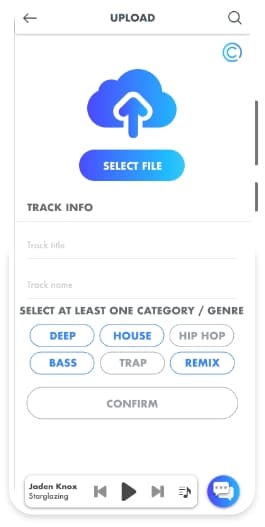 UPLOAD
SELECT FILE
TRACK INFO
Track title
Track name
SELECT AT LEAST ONE CATEGORY / GENRE
DEEP HOUSE HIP HOP
BASS TRAP REMIX
CONFIRM
Jaden Knox
Stargazing